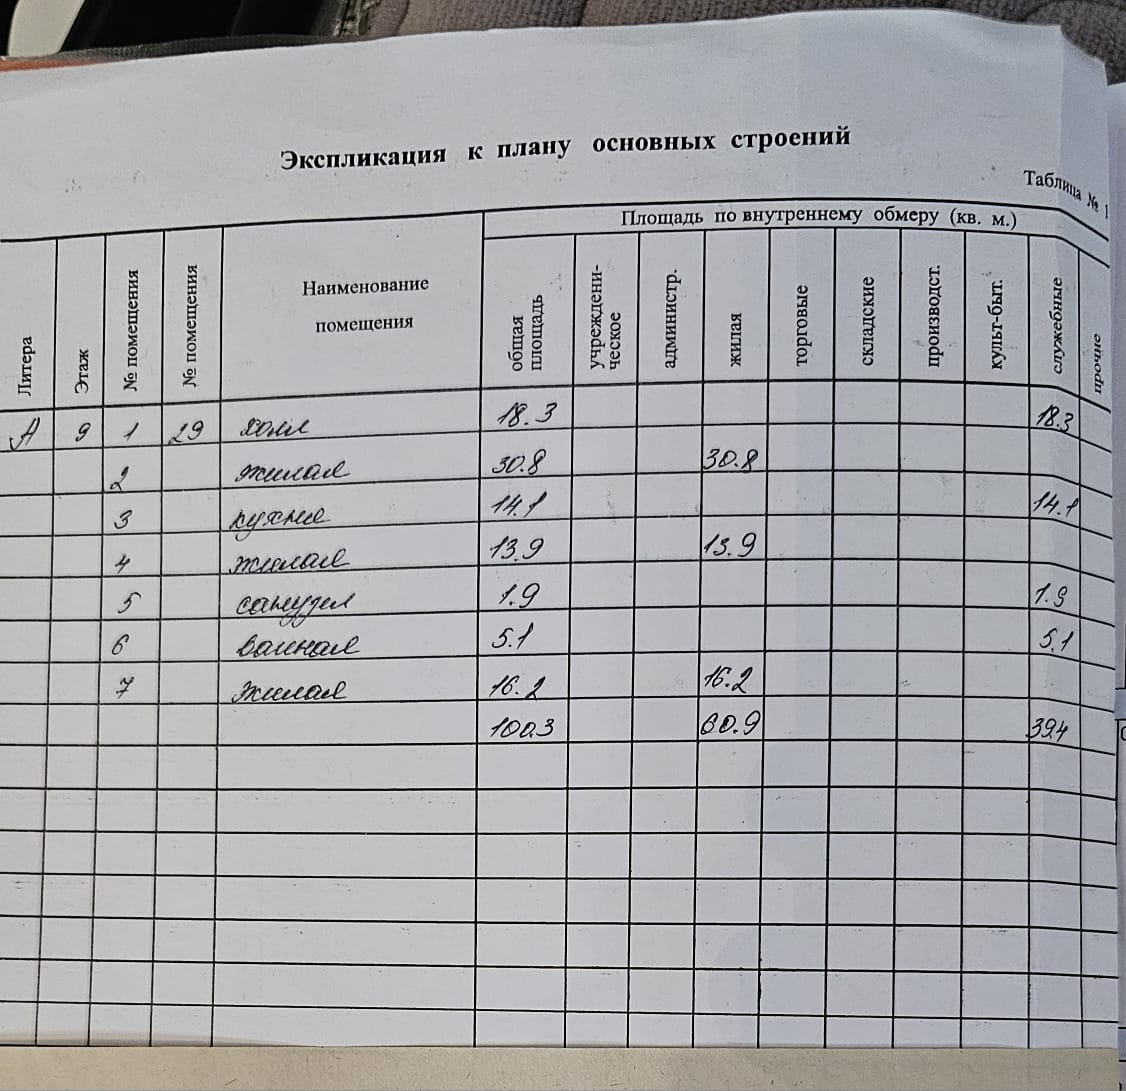 Экспликация к плану основных строений
Таблица № 1
Площадь по внутреннему обмеру (кв. м.)
Литера Этаж № помещения № помещения Наименование помещения общая площадь учреждени-ческое администр. жилая торговые складские производст. культ-быт. служебные прочие
А 9 1 29 холл 18.3 18.3
2 жилая 30.8 30.8
3 кухня 14.1 14.1
4 жилая 13.9 13.9
5 санузел 1.9 1.9
6 ванная 5.1 5.1
7 жилая 16.2 16.2
100.3 60.9 39.4